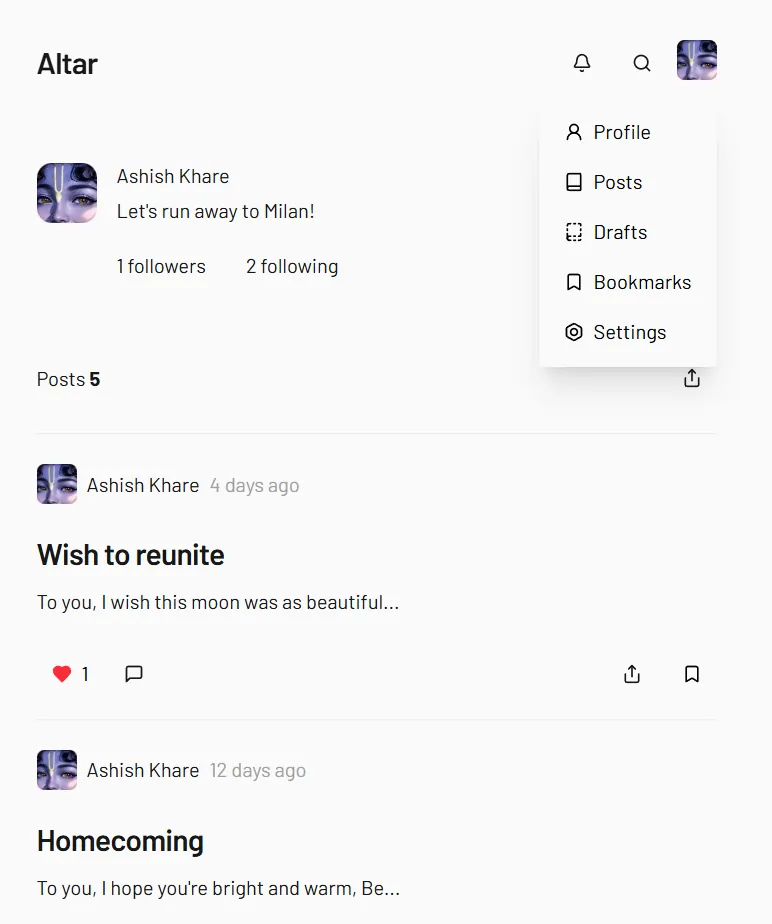 Altar
Profile
Ashish Khare
Posts
Let's run away to Milan!
Drafts
1 followers 2 following
Bookmarks
Settings
Posts 5
Ashish Khare 4 days ago
Wish to reunite
To you, I wish this moon was as beautiful...
1
Ashish Khare 12 days ago
Homecoming
To you, I hope you're bright and warm, Be...